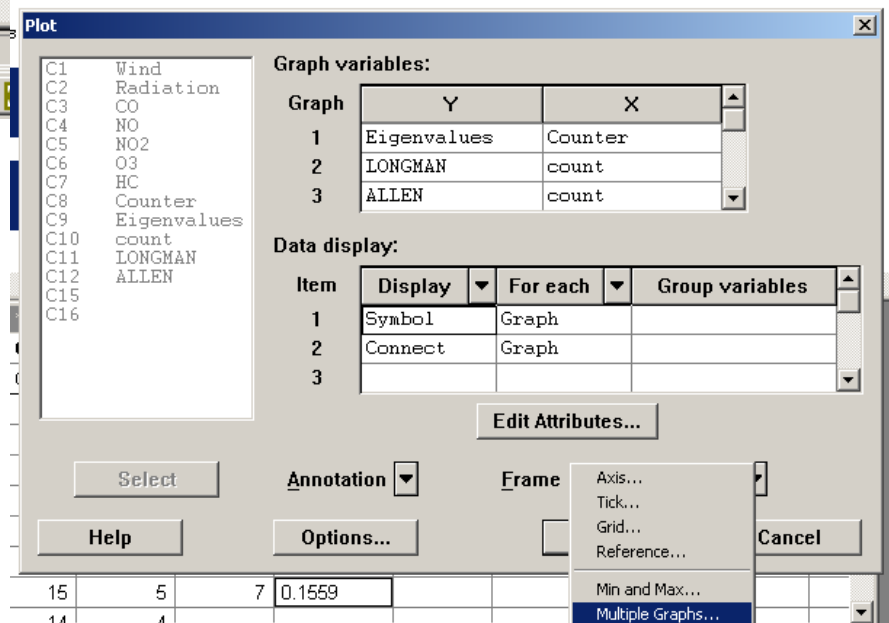 Plot
C1 Wind
C2 Radiation
C3 CO
C4 NO
C5 NO2
C6 O3
C7 HC
C8 Counter
C9 Eigenvalues
C10 count
C11 LONGMAN
C12 ALLEN
C15
C16
Graph variables:
Graph Y X
1 Eigenvalues Counter
2 LONGMAN count
3 ALLEN count
Data display:
Item Display For each Group variables
1 Symbol Graph
2 Connect Graph
3
Edit Attributes...
Select Annotation Frame
Help Options... Cancel
Axis...
Tick...
Grid...
Reference...
Min and Max...
Multiple Graphs...
15 5 7 0.1559
14 4